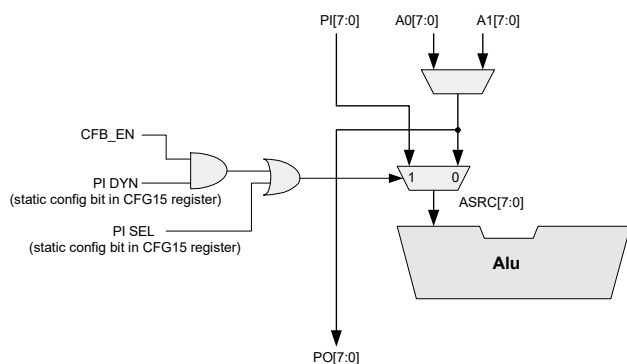 PI[7:0] A0[7:0] A1[7:0]
CFB_EN
PI DYN
(static config bit in CFG15 register)
PI SEL
(static config bit in CFG15 register)
1 0
ASRC[7:0]
Alu
PO[7:0]